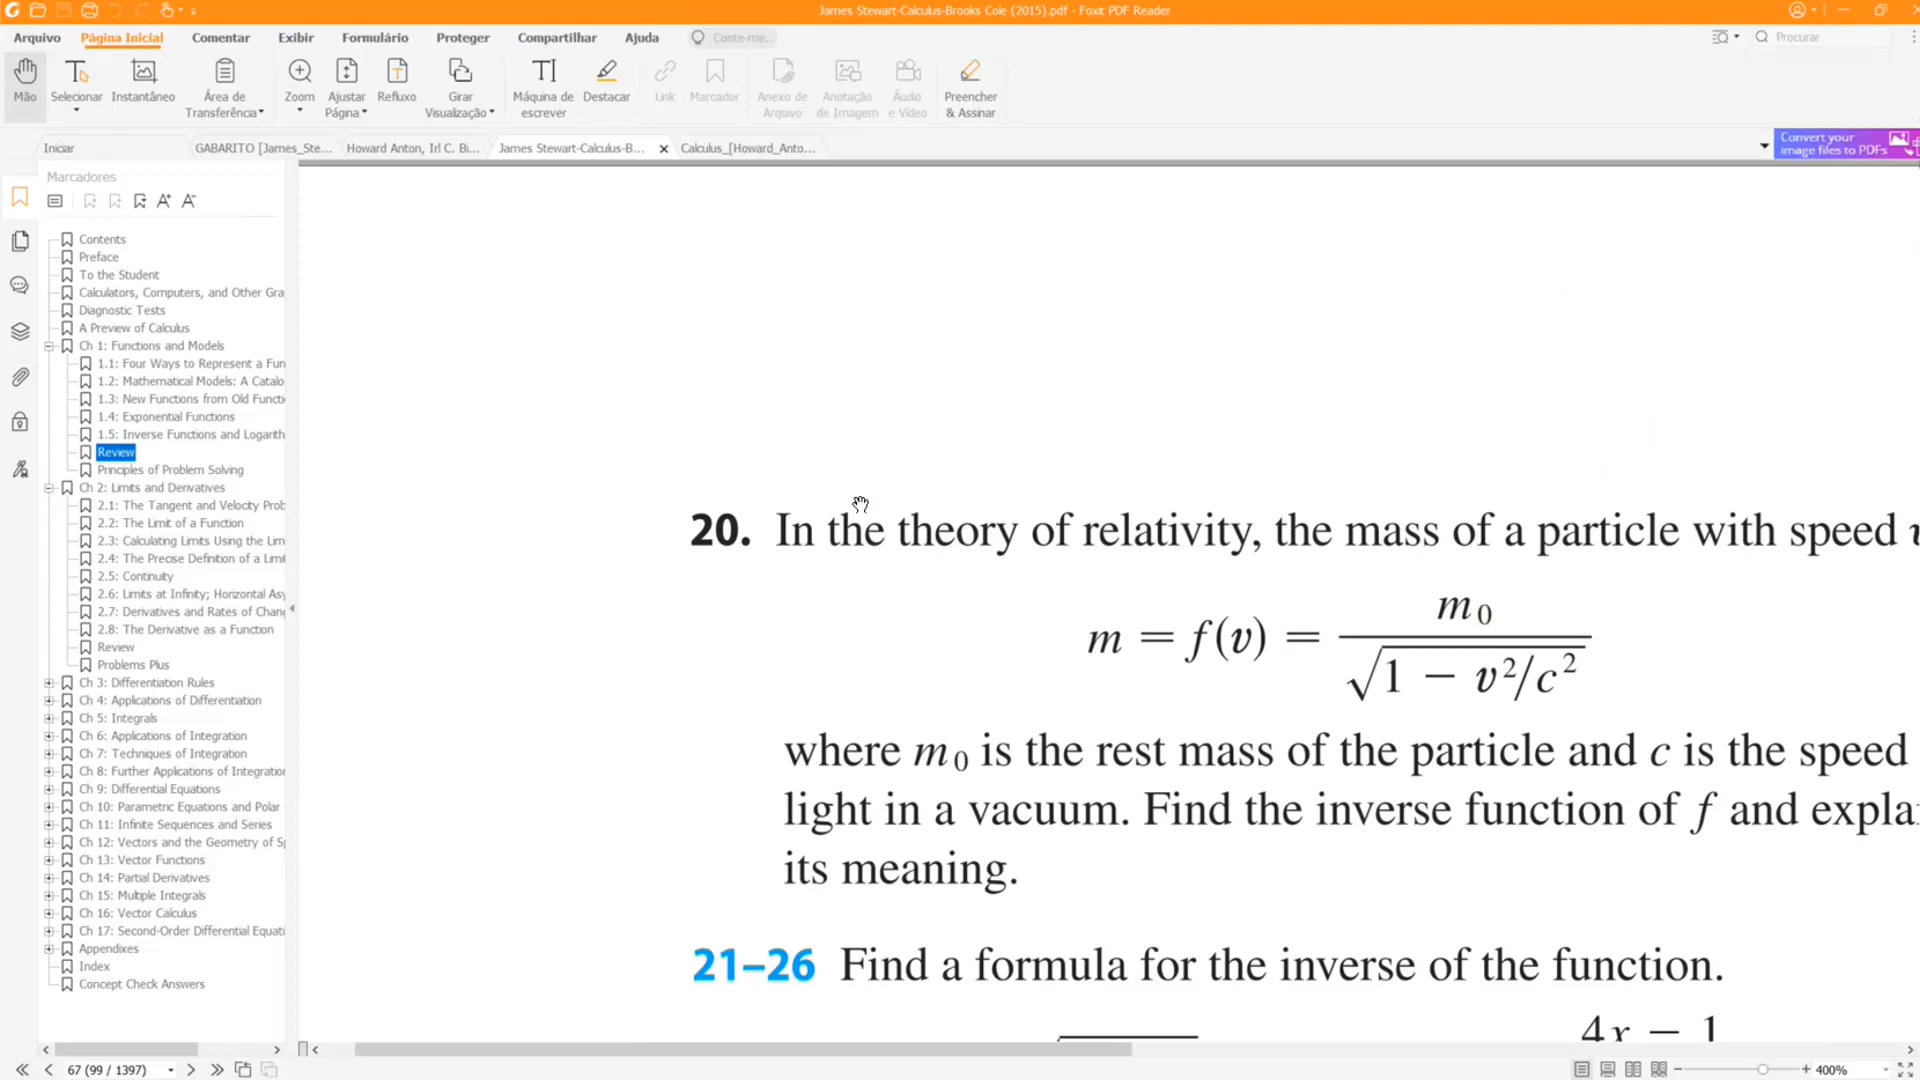 James Stewart-Calculus-Brooks Cole (2015).pdf - Foxit PDF Reader
Arquivo Página Inicial Comentar Exibir Formulário Proteger Compartilhar Ajuda Conte-me... Procurar
Mão Selecionar Instantâneo Área de Transferência Zoom Ajustar Página Refluxo Girar Visualização Máquina de escrever Destacar Link Marcador Anexo de Arquivo Anotação de Imagem Áudio e Vídeo Preencher & Assinar
Iniciar GABARITO [James_Ste... Howard Anton, Irl C. Bi... James Stewart-Calculus-B... Calculus_[Howard_Anto...
Convert your
image files to PDFs
Marcadores
Contents
Preface
To the Student
Calculators, Computers, and Other Gra
Diagnostic Tests
A Preview of Calculus
Ch 1: Functions and Models
1.1: Four Ways to Represent a Fun
1.2: Mathematical Models: A Catalo
1.3: New Functions from Old Functi
1.4: Exponential Functions
1.5: Inverse Functions and Logarith
Review
Principles of Problem Solving
Ch 2: Limits and Derivatives
2.1: The Tangent and Velocity Prob
2.2: The Limit of a Function
2.3: Calculating Limits Using the Lim
2.4: The Precise Definition of a Limi
2.5: Continuity
2.6: Limits at Infinity; Horizontal Asy
2.7: Derivatives and Rates of Chang
2.8: The Derivative as a Function
Review
Problems Plus
Ch 3: Differentiation Rules
Ch 4: Applications of Differentiation
Ch 5: Integrals
Ch 6: Applications of Integration
Ch 7: Techniques of Integration
Ch 8: Further Applications of Integration
Ch 9: Differential Equations
Ch 10: Parametric Equations and Polar
Ch 11: Infinite Sequences and Series
Ch 12: Vectors and the Geometry of Sp
Ch 13: Vector Functions
Ch 14: Partial Derivatives
Ch 15: Multiple Integrals
Ch 16: Vector Calculus
Ch 17: Second-Order Differential Equati
Appendixes
Index
Concept Check Answers
20. In the theory of relativity, the mass of a particle with speed v
m = f(v) = m₀ / √(1 − v²/c²)
where m₀ is the rest mass of the particle and c is the speed
light in a vacuum. Find the inverse function of f and explai
its meaning.
21–26 Find a formula for the inverse of the function.
4x − 1
67 (99 / 1397) 400%